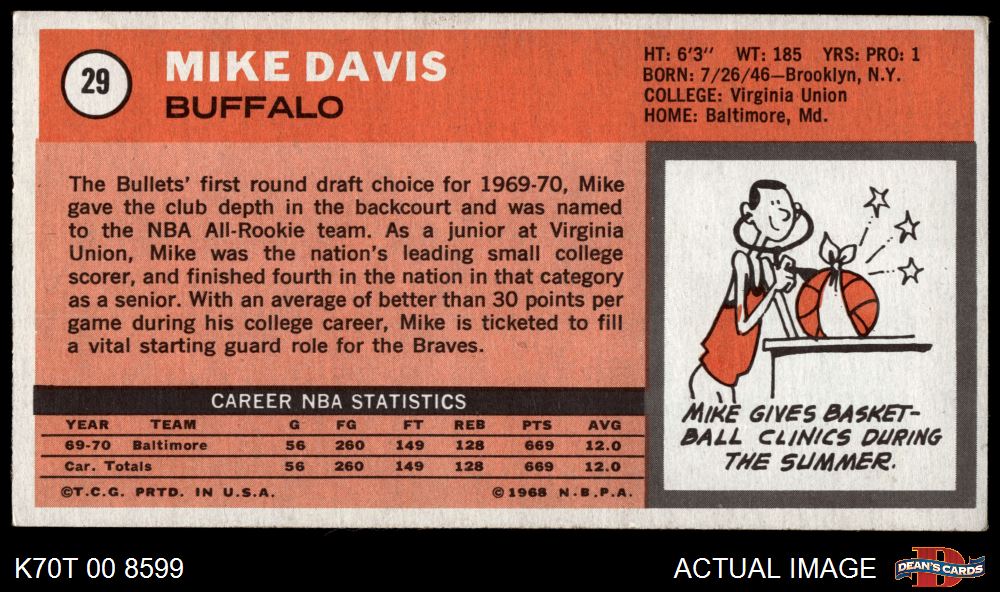 29
MIKE DAVIS
BUFFALO
HT: 6'3'' WT: 185 YRS: PRO: 1
BORN: 7/26/46—Brooklyn, N.Y.
COLLEGE: Virginia Union
HOME: Baltimore, Md.
The Bullets' first round draft choice for 1969-70, Mike
gave the club depth in the backcourt and was named
to the NBA All-Rookie team. As a junior at Virginia
Union, Mike was the nation's leading small college
scorer, and finished fourth in the nation in that category
as a senior. With an average of better than 30 points per
game during his college career, Mike is ticketed to fill
a vital starting guard role for the Braves.
CAREER NBA STATISTICS
YEAR TEAM G FG FT REB PTS AVG
69-70 Baltimore 56 260 149 128 669 12.0
Car. Totals 56 260 149 128 669 12.0
©T.C.G. PRTD. IN U.S.A. ©1968 N.B.P.A.
MIKE GIVES BASKET-
BALL CLINICS DURING
THE SUMMER.
K70T 00 8599
ACTUAL IMAGE
D
DEAN'S CARDS